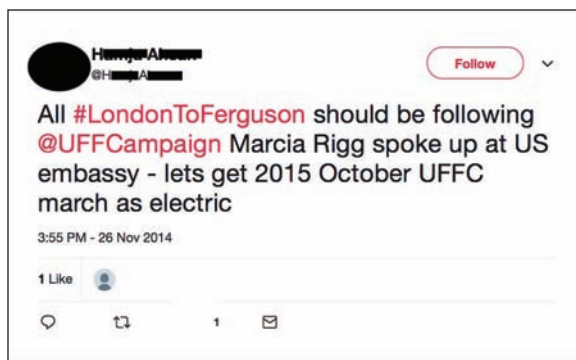 Follow
All #LondonToFerguson should be following
@UFFCampaign Marcia Rigg spoke up at US
embassy - lets get 2015 October UFFC
march as electric
3:55 PM - 26 Nov 2014
1 Like
1